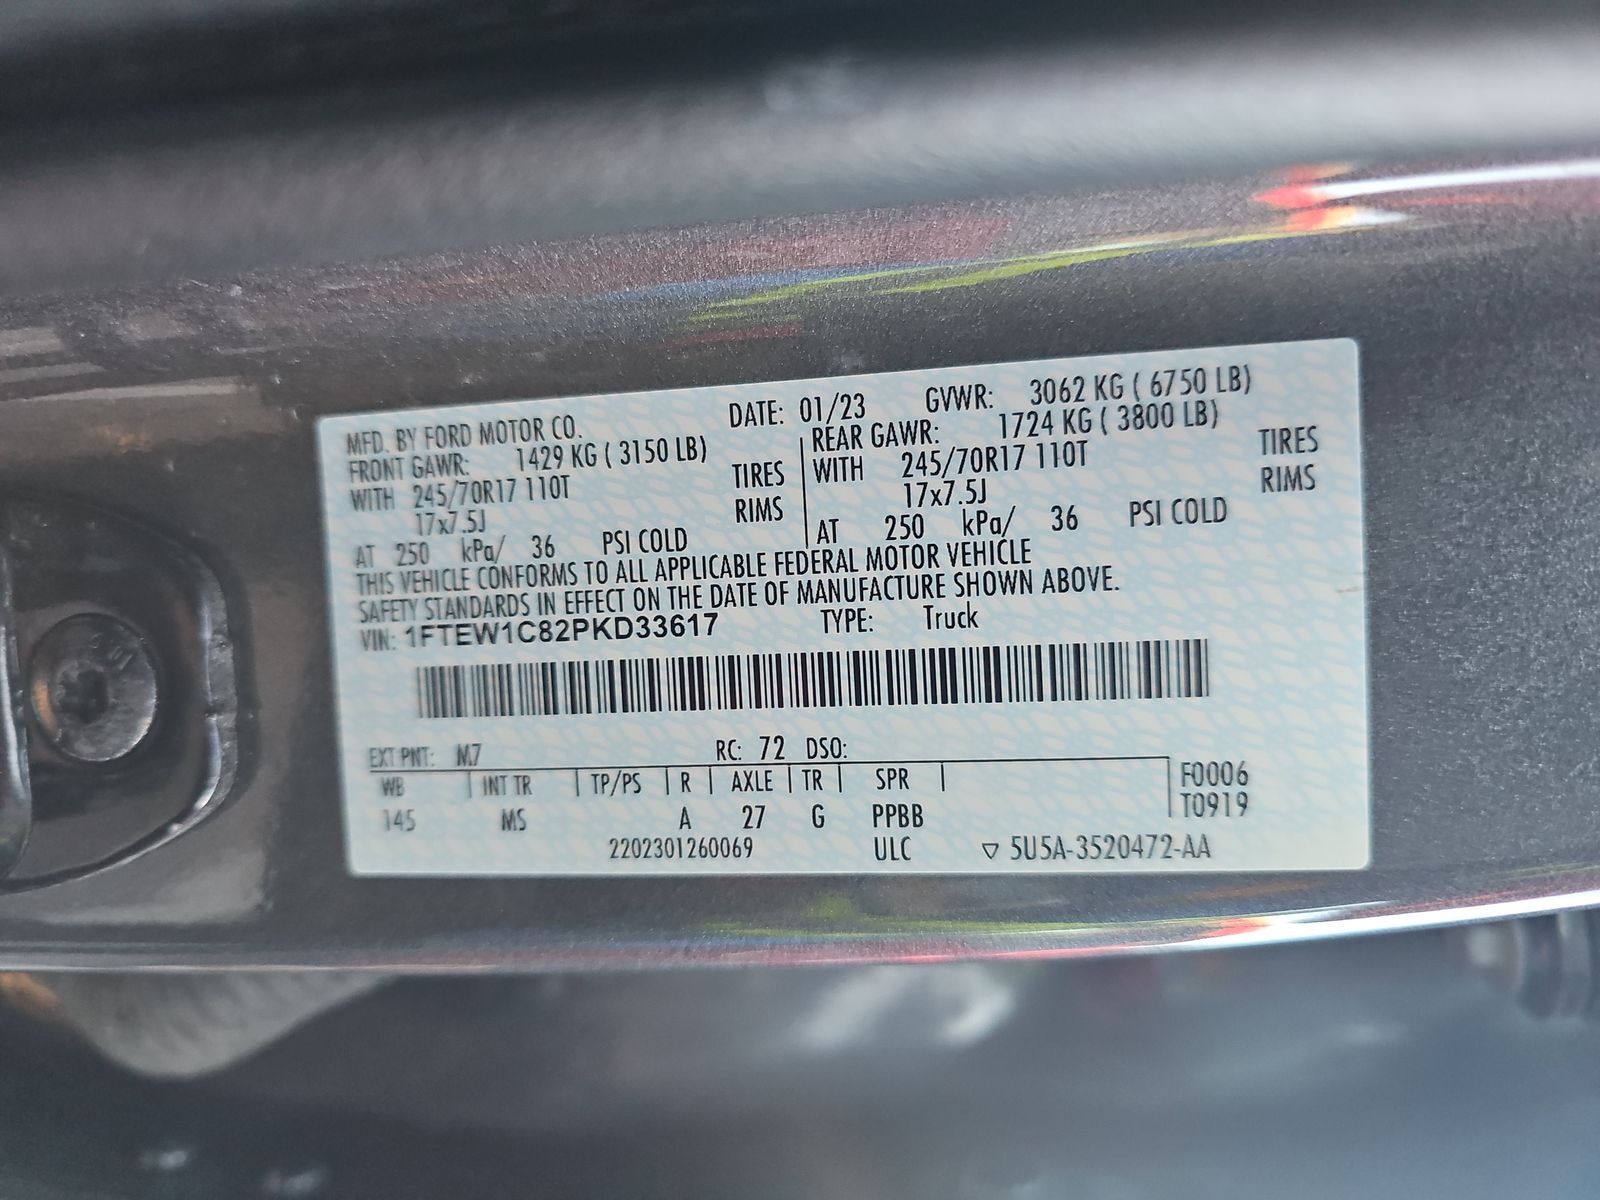 MFD. BY FORD MOTOR CO. DATE: 01/23 GVWR: 3062 KG ( 6750 LB)
FRONT GAWR: 1429 KG ( 3150 LB) REAR GAWR: 1724 KG ( 3800 LB)
WITH 245/70R17 110T TIRES WITH 245/70R17 110T TIRES
17x7.5J RIMS 17x7.5J RIMS
AT 250 kPa/ 36 PSI COLD AT 250 kPa/ 36 PSI COLD
THIS VEHICLE CONFORMS TO ALL APPLICABLE FEDERAL MOTOR VEHICLE
SAFETY STANDARDS IN EFFECT ON THE DATE OF MANUFACTURE SHOWN ABOVE.
VIN: 1FTEW1C82PKD33617 TYPE: Truck
EXT PNT: M7 RC: 72 DSO:
WB INT TR TP/PS R AXLE TR SPR F0006
145 MS A 27 G PPBB T0919
2202301260069 ULC ▽ 5U5A-3520472-AA